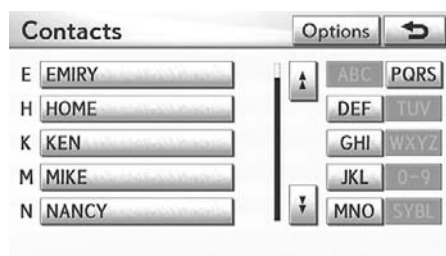 Contacts Options
E EMIRY ABC PQRS
H HOME DEF TUV
K KEN GHI WXYZ
M MIKE JKL 0-9
N NANCY MNO SYBL